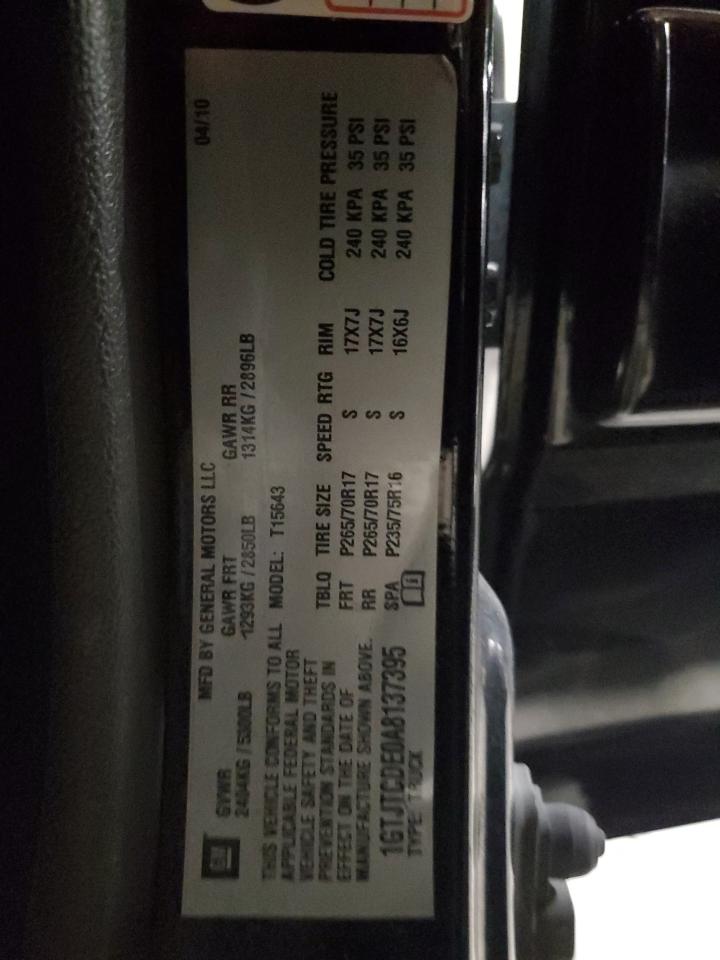 GM
MFD BY GENERAL MOTORS LLC 04/10
GVWR GAWR FRT GAWR RR
2404KG / 5300LB 1293KG / 2850LB 1314KG / 2896LB
THIS VEHICLE CONFORMS TO ALL
APPLICABLE FEDERAL MOTOR
VEHICLE SAFETY AND THEFT
PREVENTION STANDARDS IN
EFFECT ON THE DATE OF
MANUFACTURE SHOWN ABOVE.
1GTJTCDE0A8137395
TYPE: TRUCK
MODEL: T15643
TBLQ TIRE SIZE SPEED RTG RIM COLD TIRE PRESSURE
FRT P265/70R17 S 17X7J 240 KPA 35 PSI
RR P265/70R17 S 17X7J 240 KPA 35 PSI
SPA P235/75R16 S 16X6J 240 KPA 35 PSI